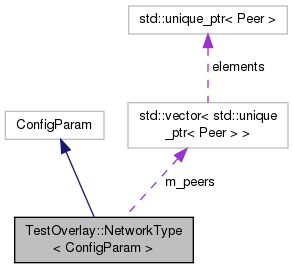 std::unique_ptr< Peer >
elements
ConfigParam
std::vector< std::unique
_ptr< Peer > >
m_peers
TestOverlay::NetworkType
< ConfigParam >